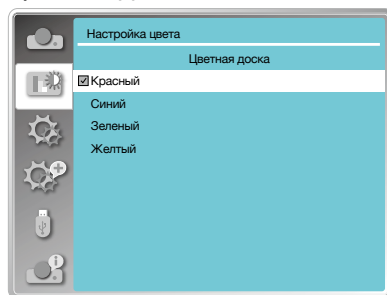 Настройка цвета
Цветная доска
Красный
Синий
Зеленый
Желтый